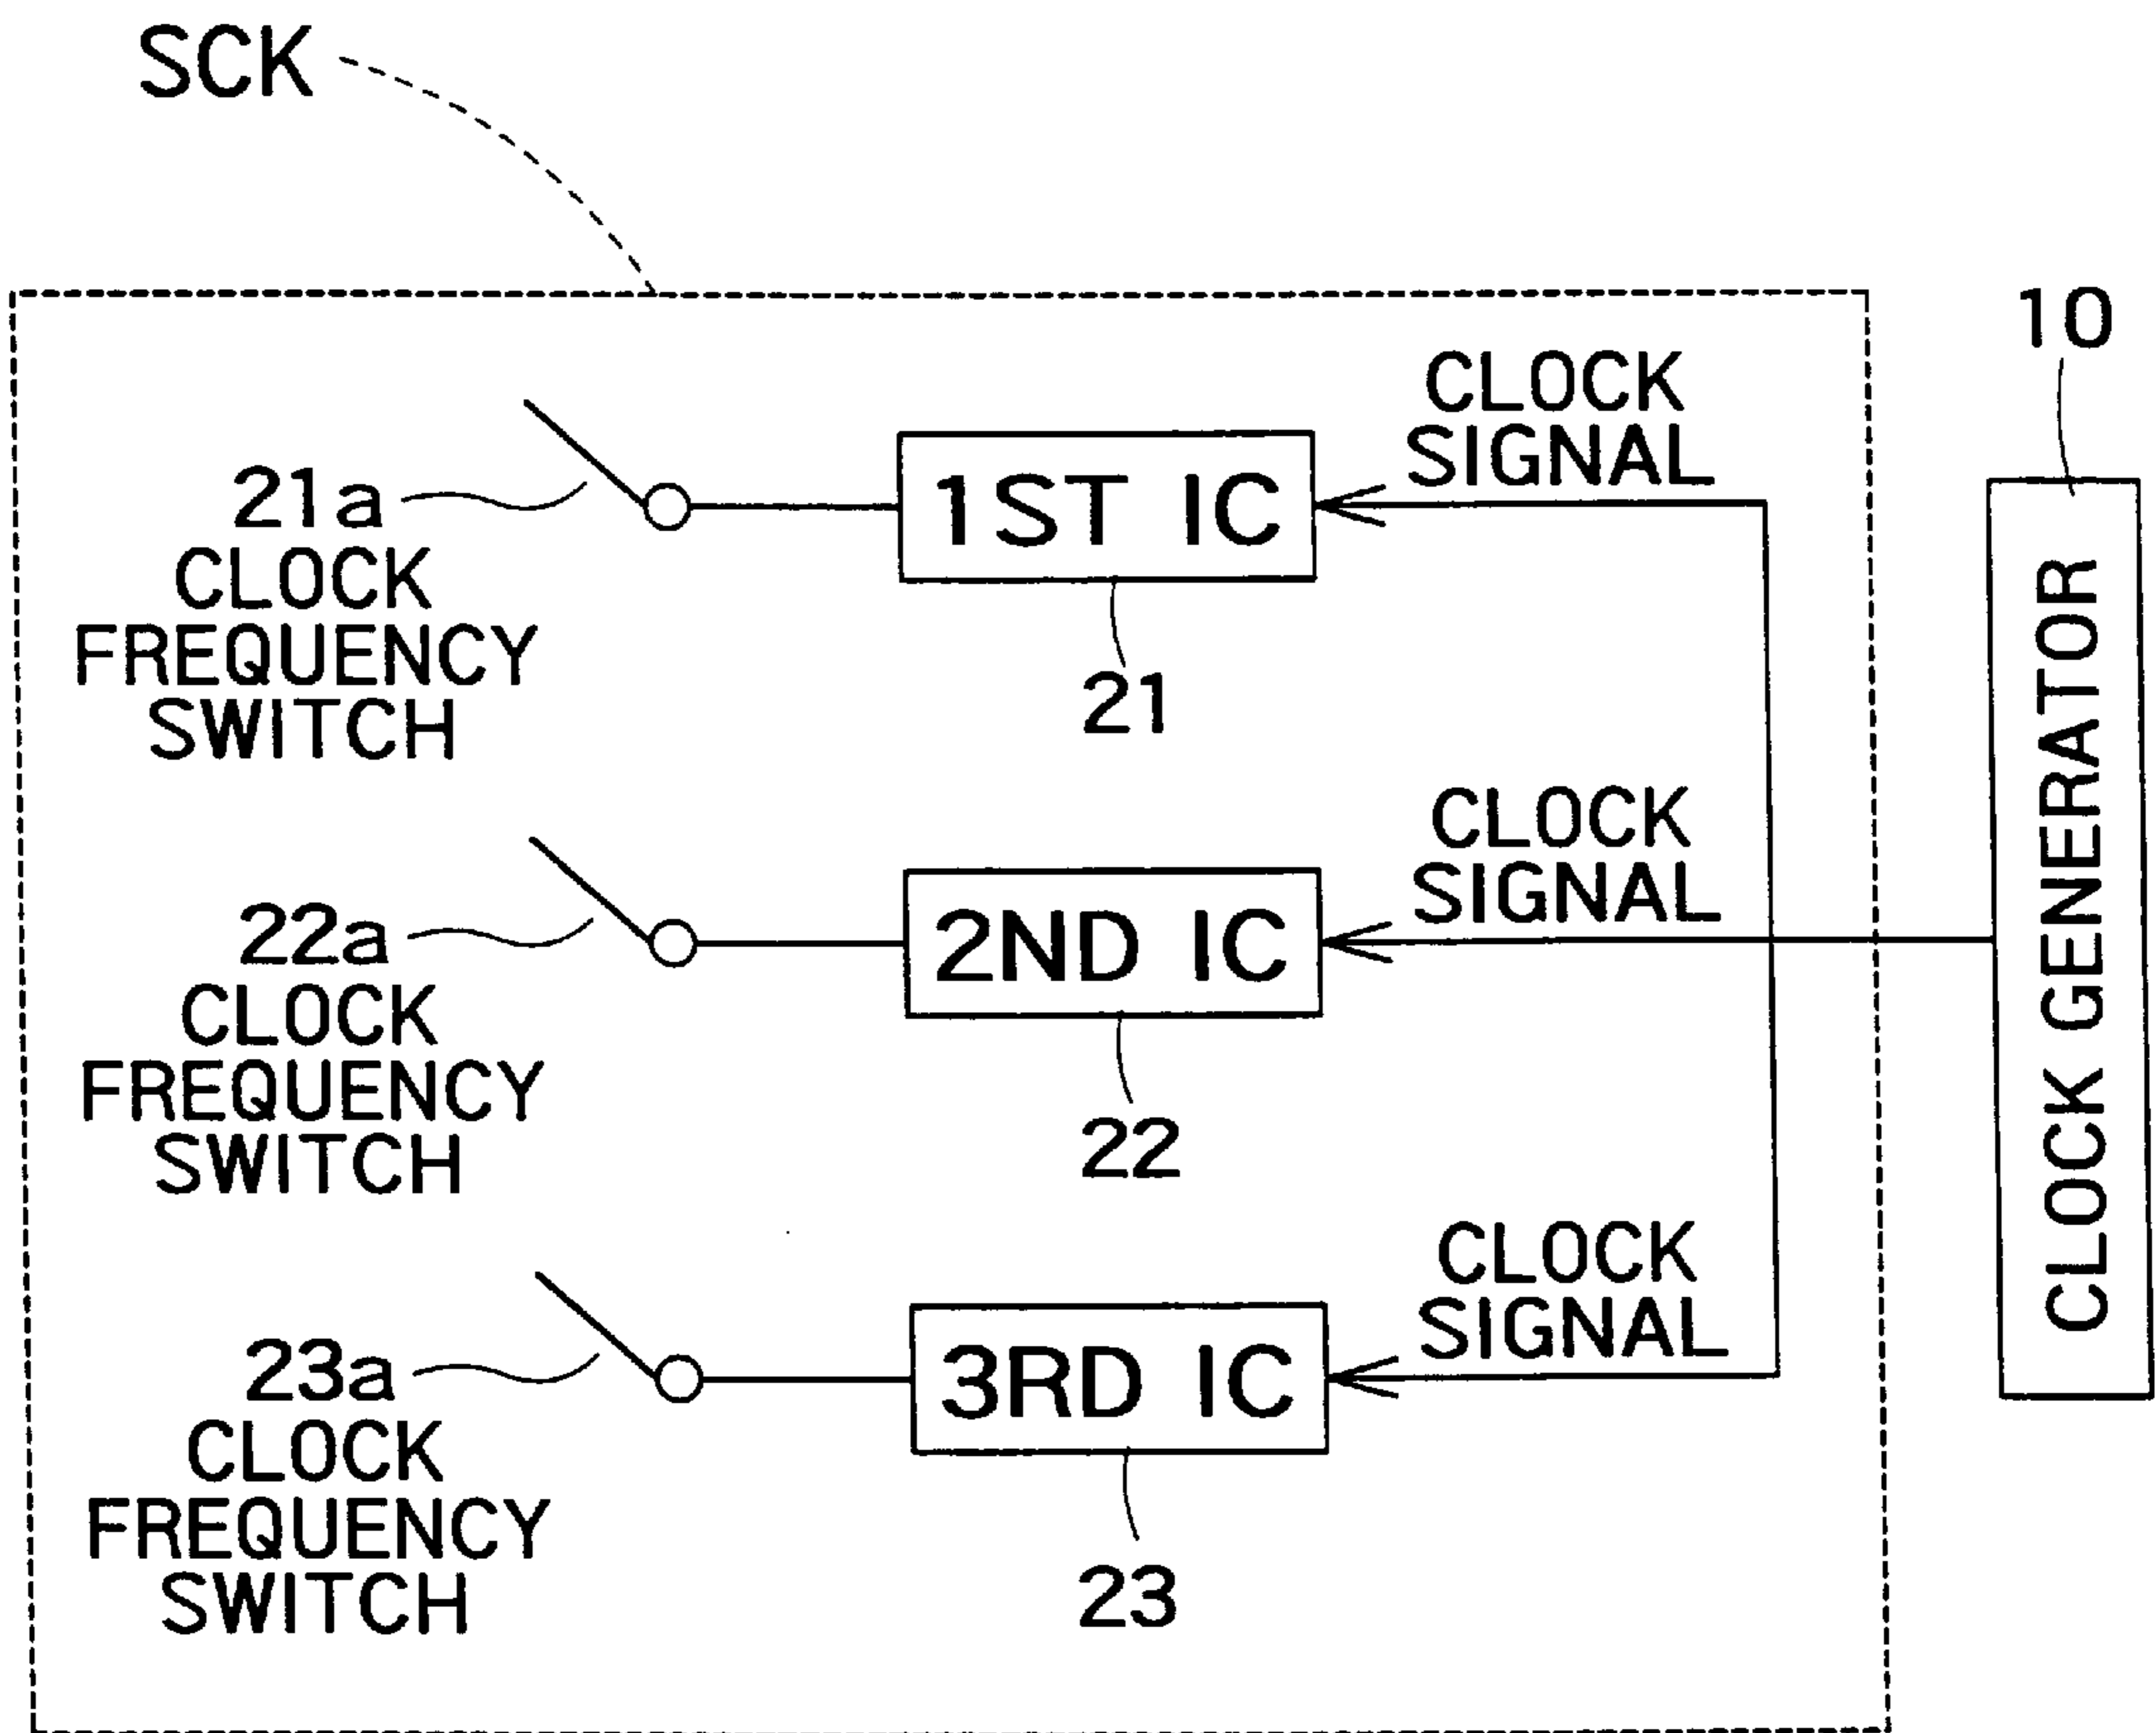 SCK
10
CLOCK
SIGNAL
1ST IC
21a
CLOCK
FREQUENCY
SWITCH
21
CLOCK
SIGNAL
2ND IC
22a
CLOCK
FREQUENCY
SWITCH
22
CLOCK
SIGNAL
3RD IC
23a
CLOCK
FREQUENCY
SWITCH
23
CLOCK GENERATOR